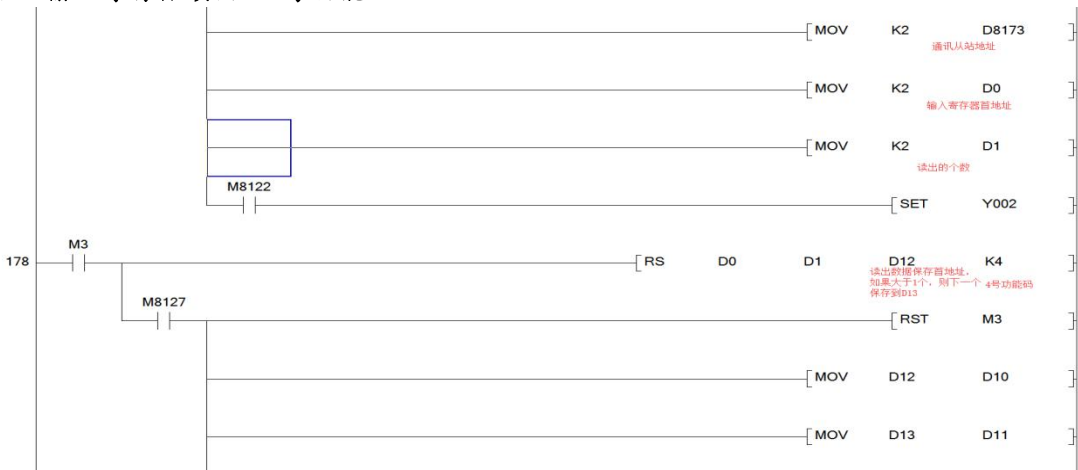 MOV K2 D8173
通讯从站地址
MOV K2 D0
输入寄存器首地址
MOV K2 D1
读出的个数
M8122
SET Y002
M3
178
RS D0 D1 D12 K4
读出数据保存首地址,
如果大于1个, 则下一个
保存到D13
4号功能码
M8127
RST M3
MOV D12 D10
MOV D13 D11